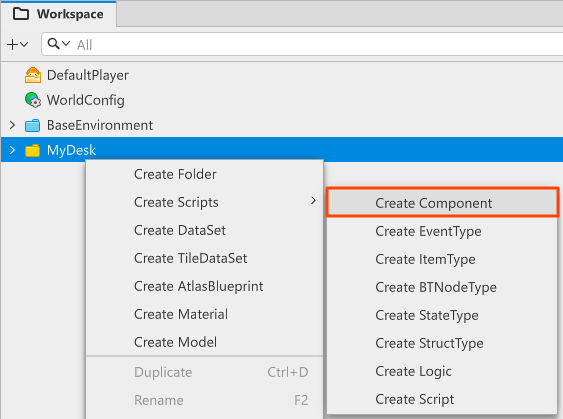 Workspace
All
DefaultPlayer
WorldConfig
BaseEnvironment
MyDesk
Create Folder
Create Scripts
Create DataSet
Create TileDataSet
Create AtlasBlueprint
Create Material
Create Model
Duplicate Ctrl+D
Rename F2
Create Component
Create EventType
Create ItemType
Create BTNodeType
Create StateType
Create StructType
Create Logic
Create Script